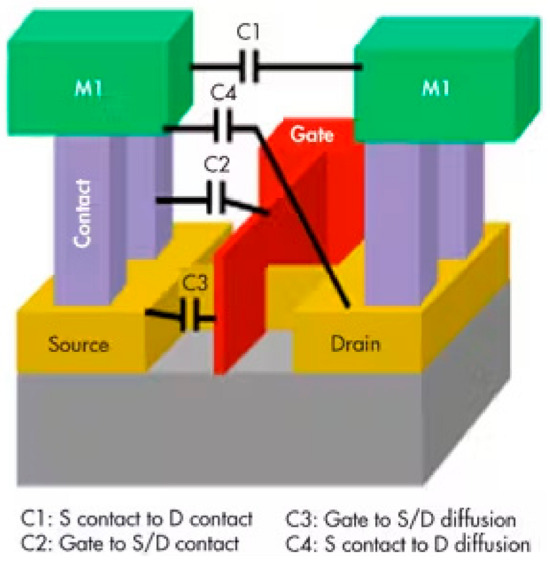 C1
M1
M1
C4
Gate
C2
Contact
C3
Source
Drain
C1: S contact to D contact
C2: Gate to S/D contact
C3: Gate to S/D diffusion
C4: S contact to D diffusion